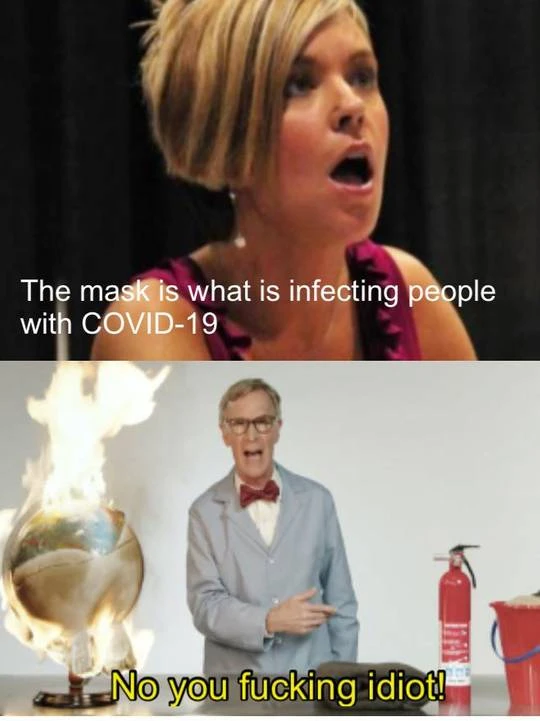 The mask is what is infecting people
with COVID-19
No you fucking idiot!